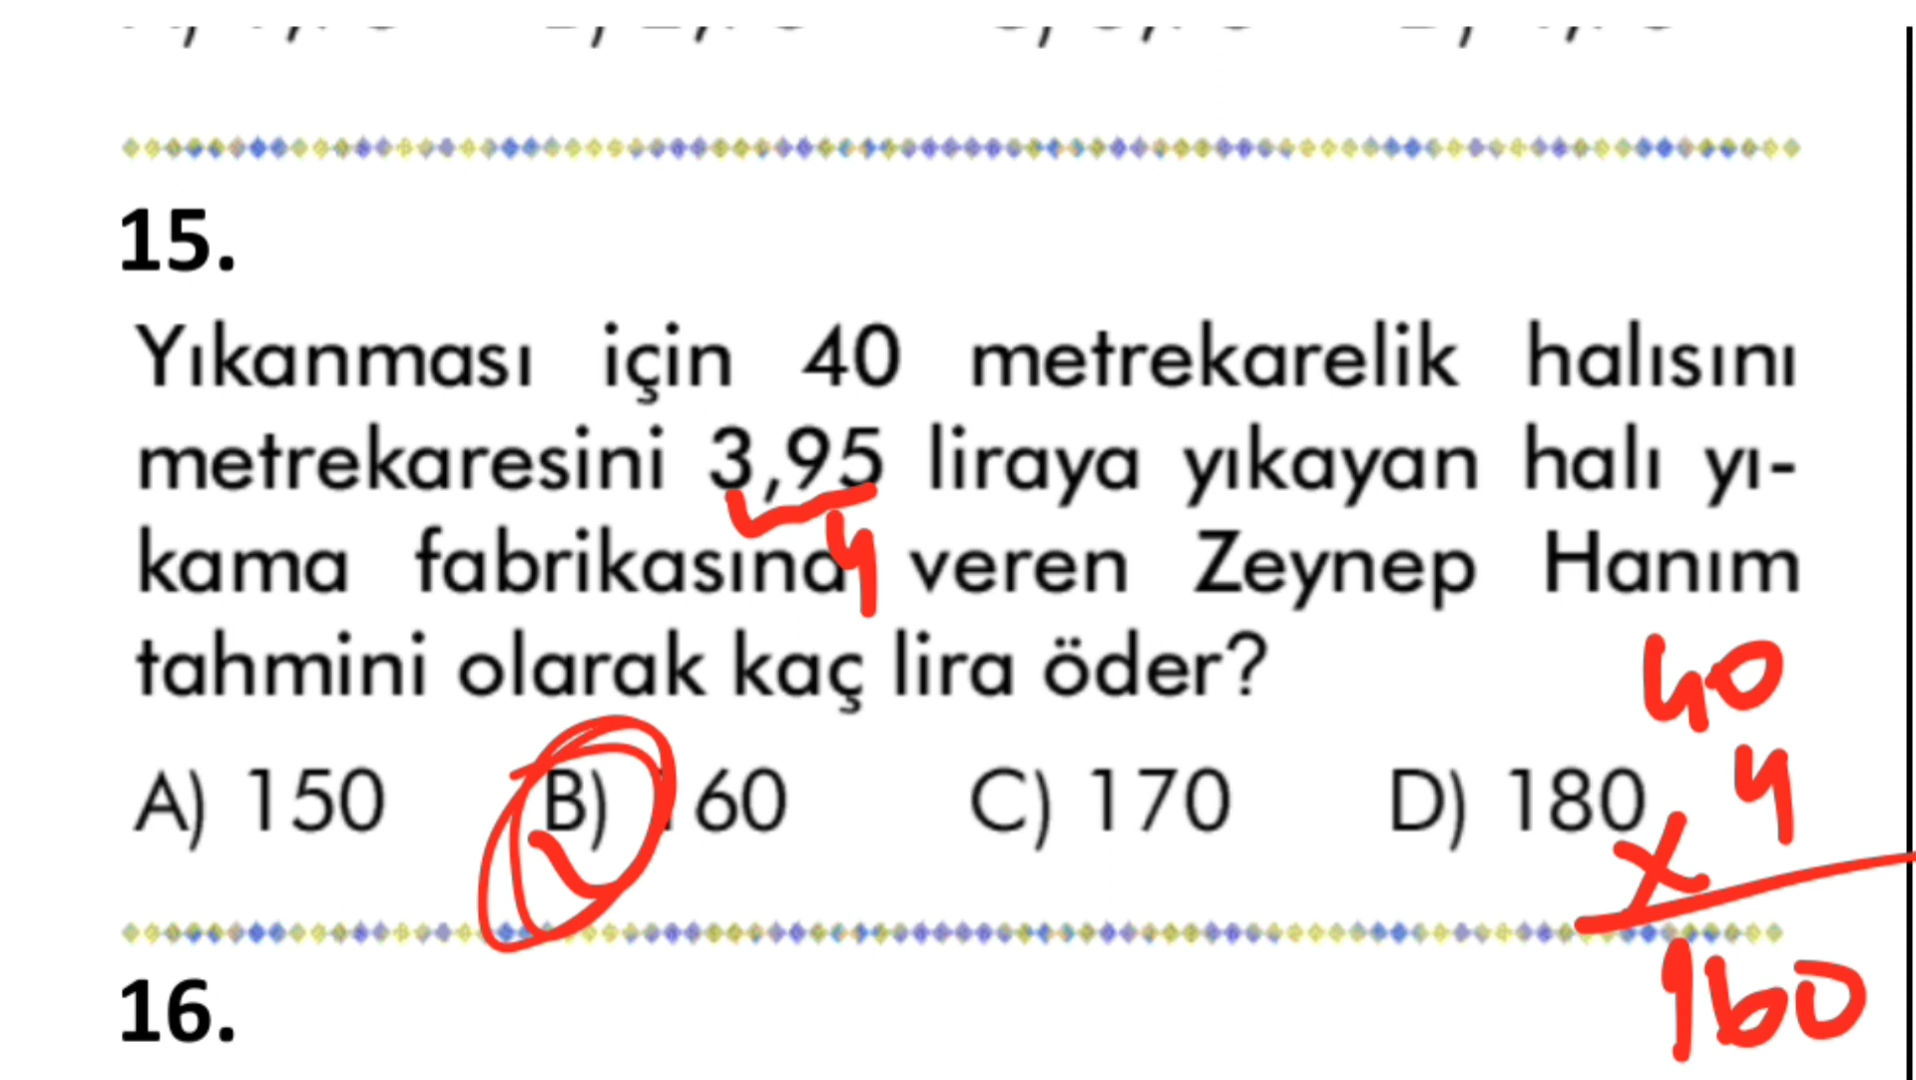 15.
Yıkanması için 40 metrekarelik halısını
metrekaresini 3,95 liraya yıkayan halı yı-
kama fabrikasına veren Zeynep Hanım
tahmini olarak kaç lira öder?
4
A) 150 B) 160 C) 170 D) 180
40
4
x
160
16.